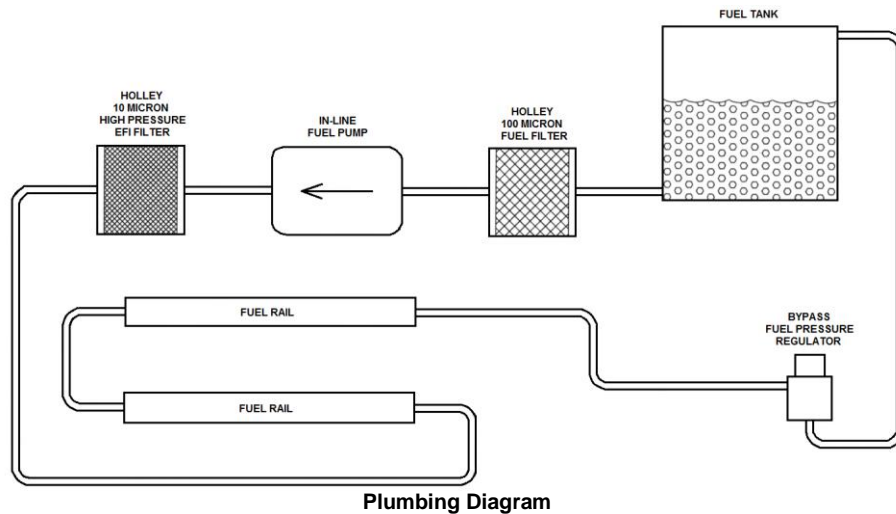 FUEL TANK
HOLLEY
10 MICRON
HIGH PRESSURE
EFI FILTER
IN-LINE
FUEL PUMP
HOLLEY
100 MICRON
FUEL FILTER
FUEL RAIL
BYPASS
FUEL PRESSURE
REGULATOR
FUEL RAIL
Plumbing Diagram